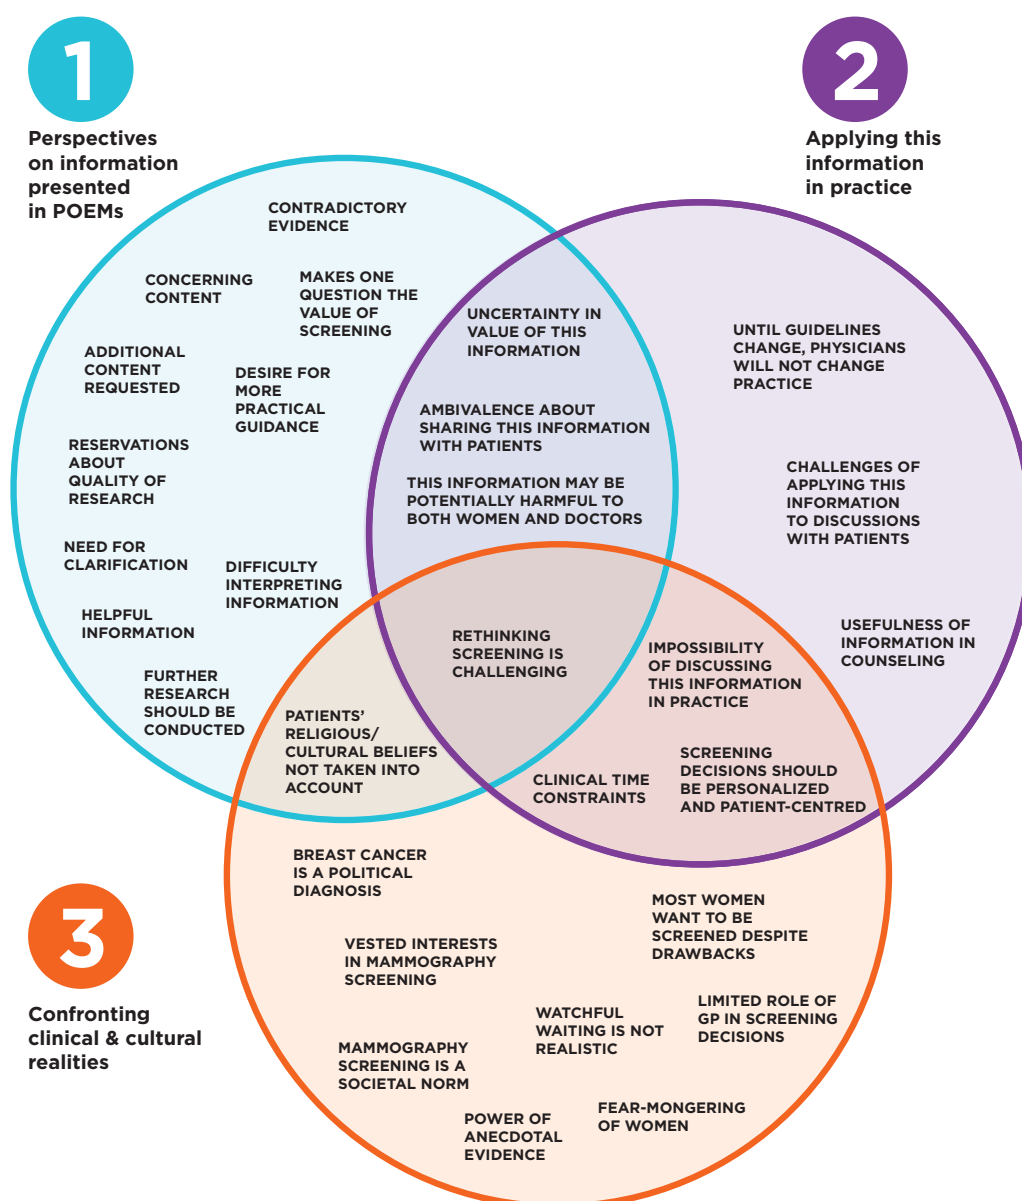 1
Perspectives
on information
presented
in POEMs
2
Applying this
information
in practice
CONTRADICTORY
EVIDENCE
CONCERNING
CONTENT
MAKES ONE
QUESTION THE
VALUE OF
SCREENING
ADDITIONAL
CONTENT
REQUESTED
DESIRE FOR
MORE
PRACTICAL
GUIDANCE
RESERVATIONS
ABOUT
QUALITY OF
RESEARCH
NEED FOR
CLARIFICATION
DIFFICULTY
INTERPRETING
INFORMATION
HELPFUL
INFORMATION
FURTHER
RESEARCH
SHOULD BE
CONDUCTED
UNCERTAINTY IN
VALUE OF THIS
INFORMATION
AMBIVALENCE ABOUT
SHARING THIS INFORMATION
WITH PATIENTS
THIS INFORMATION MAY BE
POTENTIALLY HARMFUL TO
BOTH WOMEN AND DOCTORS
UNTIL GUIDELINES
CHANGE, PHYSICIANS
WILL NOT CHANGE
PRACTICE
CHALLENGES OF
APPLYING THIS
INFORMATION
TO DISCUSSIONS
WITH PATIENTS
USEFULNESS OF
INFORMATION IN
COUNSELING
RETHINKING
SCREENING IS
CHALLENGING
IMPOSSIBILITY
OF DISCUSSING
THIS INFORMATION
IN PRACTICE
PATIENTS’
RELIGIOUS/
CULTURAL BELIEFS
NOT TAKEN INTO
ACCOUNT
CLINICAL TIME
CONSTRAINTS
SCREENING
DECISIONS SHOULD
BE PERSONALIZED
AND PATIENT-CENTRED
3
Confronting
clinical & cultural
realities
BREAST CANCER
IS A POLITICAL
DIAGNOSIS
MOST WOMEN
WANT TO BE
SCREENED DESPITE
DRAWBACKS
VESTED INTERESTS
IN MAMMOGRAPHY
SCREENING
WATCHFUL
WAITING IS NOT
REALISTIC
LIMITED ROLE OF
GP IN SCREENING
DECISIONS
MAMMOGRAPHY
SCREENING IS A
SOCIETAL NORM
POWER OF
ANECDOTAL
EVIDENCE
FEAR-MONGERING
OF WOMEN